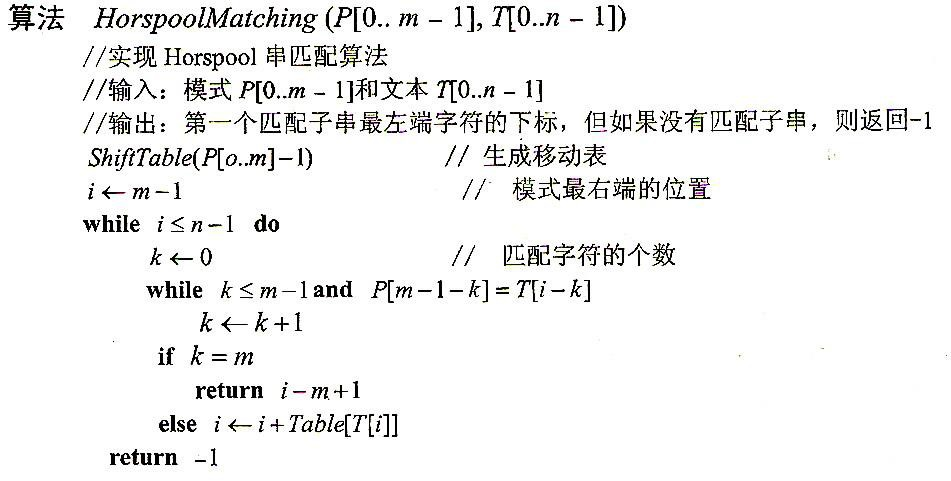 算法 HorspoolMatching (P[0.. m – 1], T[0..n – 1])
//实现 Horspool 串匹配算法
//输入：模式 P[0..m – 1]和文本 T[0..n – 1]
//输出：第一个匹配子串最左端字符的下标，但如果没有匹配子串，则返回-1
ShiftTable(P[o..m]–1) // 生成移动表
i ← m – 1 // 模式最右端的位置
while i ≤ n – 1 do
k ← 0 // 匹配字符的个数
while k ≤ m – 1 and P[m – 1 – k] = T[i – k]
k ← k + 1
if k = m
return i – m + 1
else i ← i + Table[T[i]]
return –1